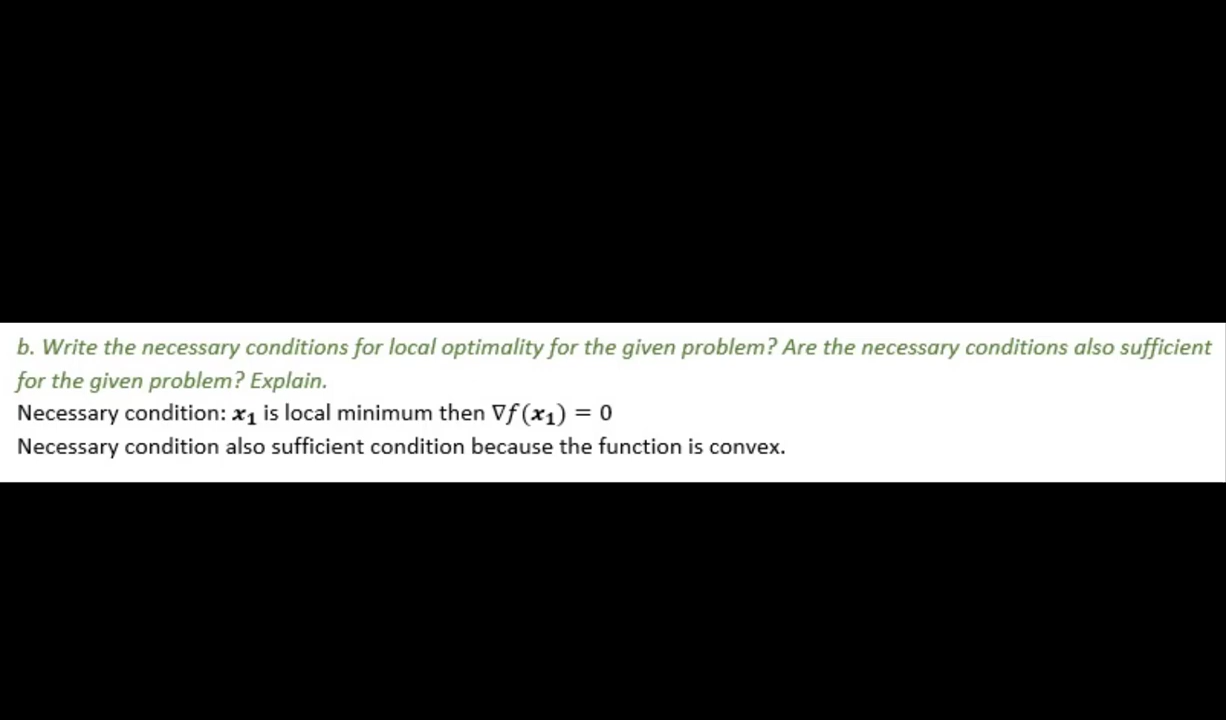 b. Write the necessary conditions for local optimality for the given problem? Are the necessary conditions also sufficient
for the given problem? Explain.
Necessary condition: 𝒙₁ is local minimum then ∇𝑓(𝒙₁) = 0
Necessary condition also sufficient condition because the function is convex.